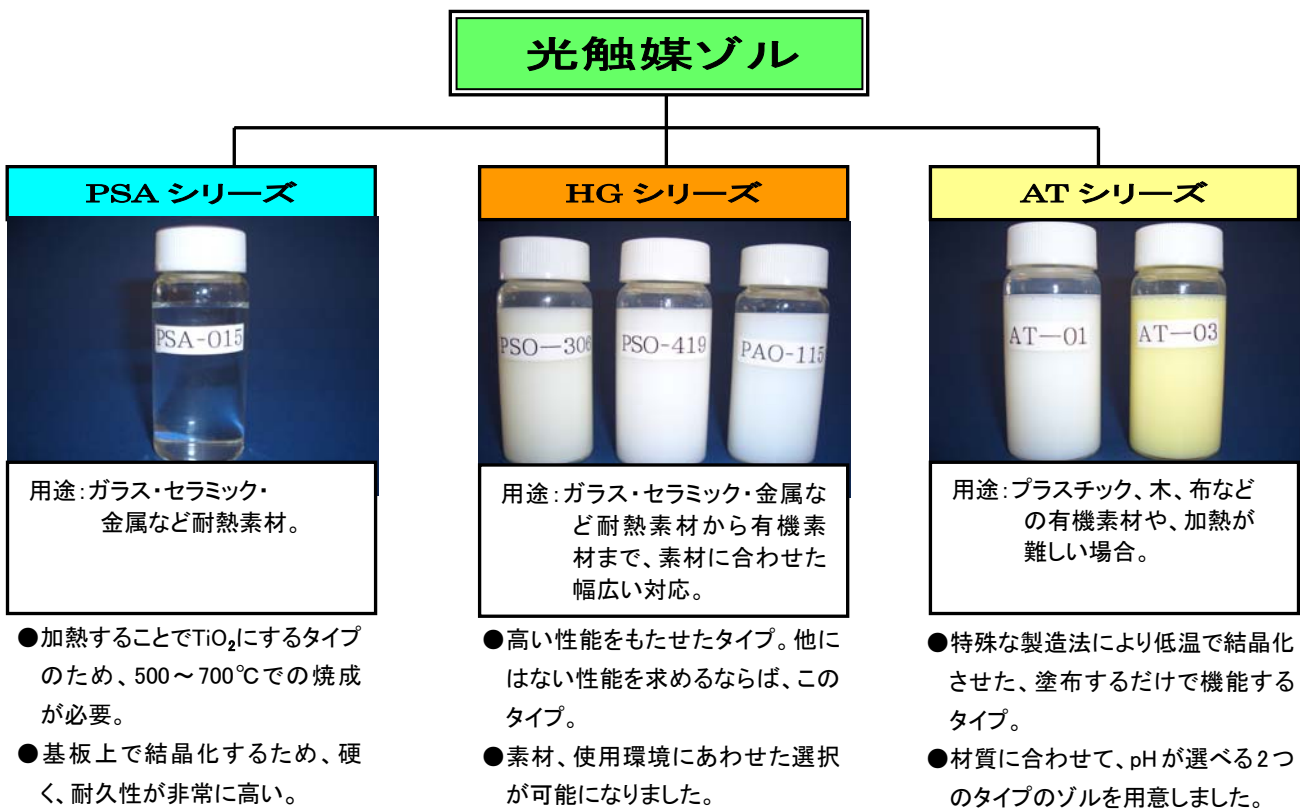 光触媒ゾル
PSA シリーズ
PSA-015
用途:ガラス・セラミック・
金属など耐熱素材。
●加熱することでTiO₂にするタイプ
のため、500～700℃での焼成
が必要。
●基板上で結晶化するため、硬
く、耐久性が非常に高い。
HG シリーズ
PSO―306
PSO-419
PAO-115
用途:ガラス・セラミック・金属な
ど耐熱素材から有機素
材まで、素材に合わせた
幅広い対応。
●高い性能をもたせたタイプ。他に
はない性能を求めるならば、この
タイプ。
●素材、使用環境にあわせた選択
が可能になりました。
AT シリーズ
AT―01
AT―03
用途:プラスチック、木、布など
の有機素材や、加熱が
難しい場合。
●特殊な製造法により低温で結晶化
させた、塗布するだけで機能する
タイプ。
●材質に合わせて、pHが選べる2つ
のタイプのゾルを用意しました。